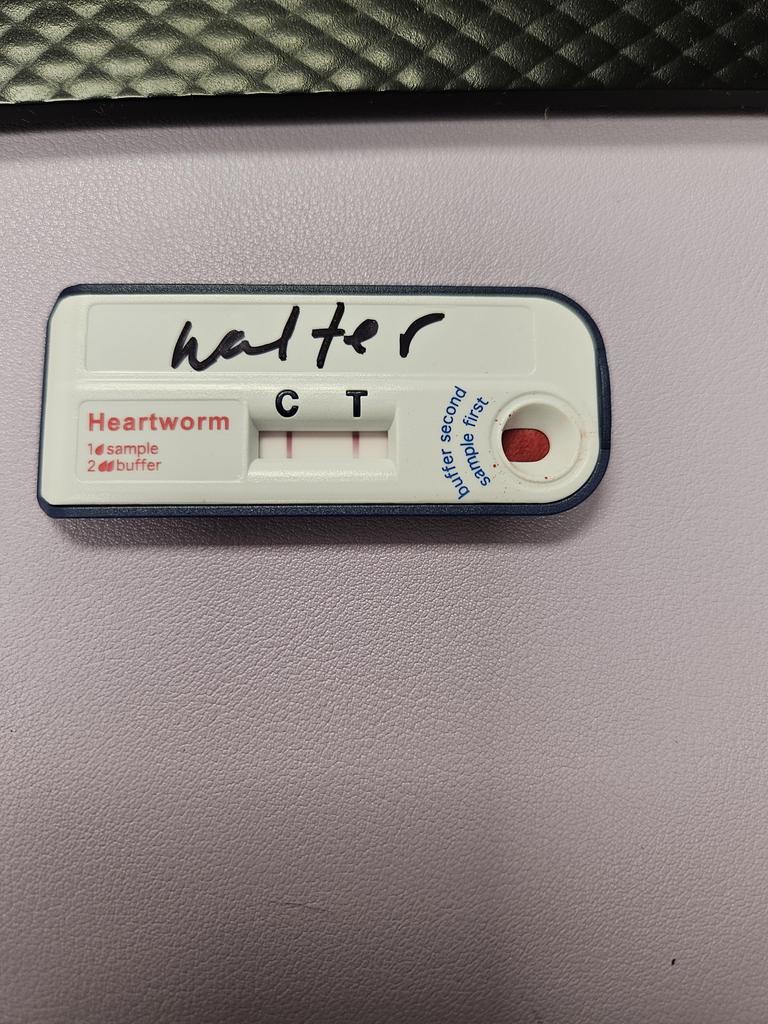 walter
C T
Heartworm
1 sample
2 buffer
buffer second
sample first